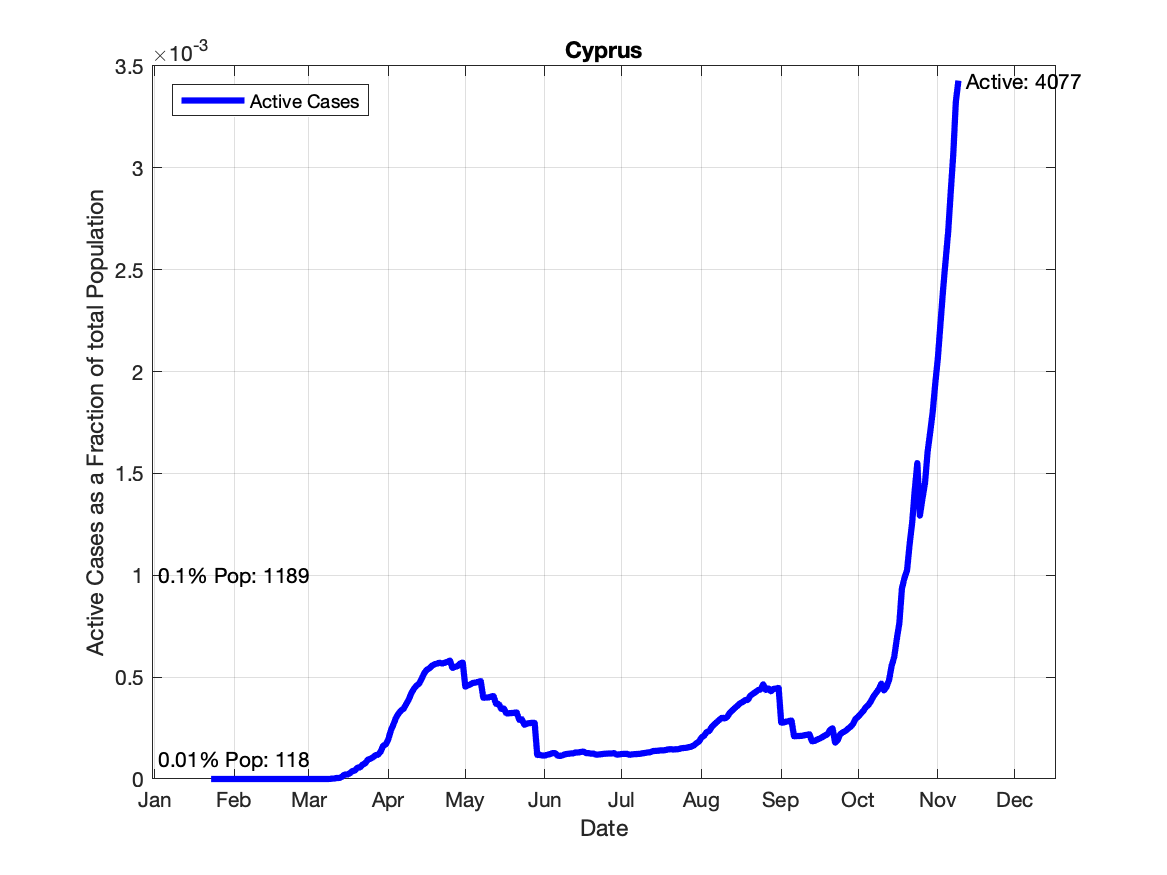 Cyprus
×10-3
3.5
3
2.5
2
1.5
1
0.5
0
Active Cases as a Fraction of total Population
Active Cases
Active: 4077
0.1% Pop: 1189
0.01% Pop: 118
Jan Feb Mar Apr May Jun Jul Aug Sep Oct Nov Dec
Date